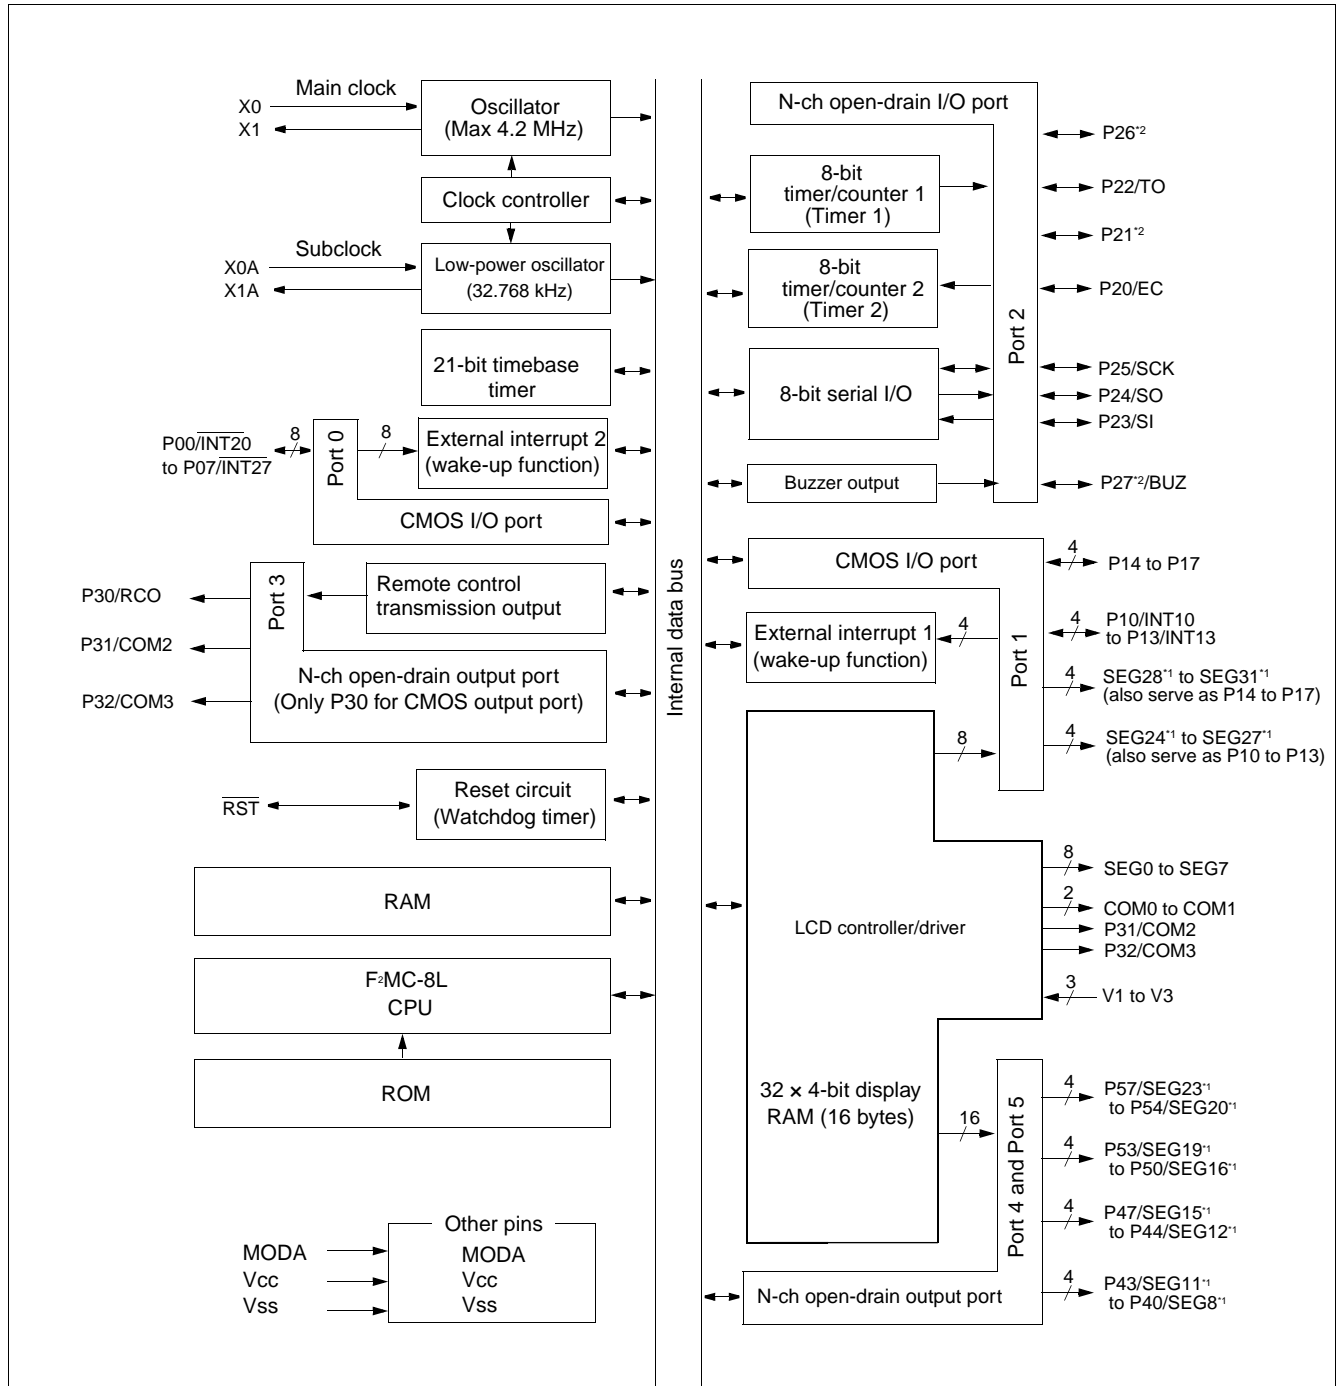 Main clock
X0
X1
Oscillator
(Max 4.2 MHz)
Clock controller
Subclock
X0A
X1A
Low-power oscillator
(32.768 kHz)
21-bit timebase
timer
P00/INT20
to P07/INT27
8
Port 0
8
External interrupt 2
(wake-up function)
CMOS I/O port
P30/RCO
P31/COM2
P32/COM3
Port 3
Remote control
transmission output
N-ch open-drain output port
(Only P30 for CMOS output port)
RST
Reset circuit
(Watchdog timer)
RAM
F²MC-8L
CPU
ROM
Other pins
MODA
Vcc
Vss
MODA
Vcc
Vss
Internal data bus
N-ch open-drain I/O port
8-bit
timer/counter 1
(Timer 1)
8-bit
timer/counter 2
(Timer 2)
8-bit serial I/O
Buzzer output
Port 2
P26*2
P22/TO
P21*2
P20/EC
P25/SCK
P24/SO
P23/SI
P27*2/BUZ
CMOS I/O port
External interrupt 1
(wake-up function)
4
Port 1
8
4
P14 to P17
4
P10/INT10
to P13/INT13
4
SEG28*1 to SEG31*1
(also serve as P14 to P17)
4
SEG24*1 to SEG27*1
(also serve as P10 to P13)
LCD controller/driver
8
SEG0 to SEG7
2
COM0 to COM1
P31/COM2
P32/COM3
3
V1 to V3
32 × 4-bit display
RAM (16 bytes)
16
Port 4 and Port 5
N-ch open-drain output port
4
P57/SEG23*1
to P54/SEG20*1
4
P53/SEG19*1
to P50/SEG16*1
4
P47/SEG15*1
to P44/SEG12*1
4
P43/SEG11*1
to P40/SEG8*1